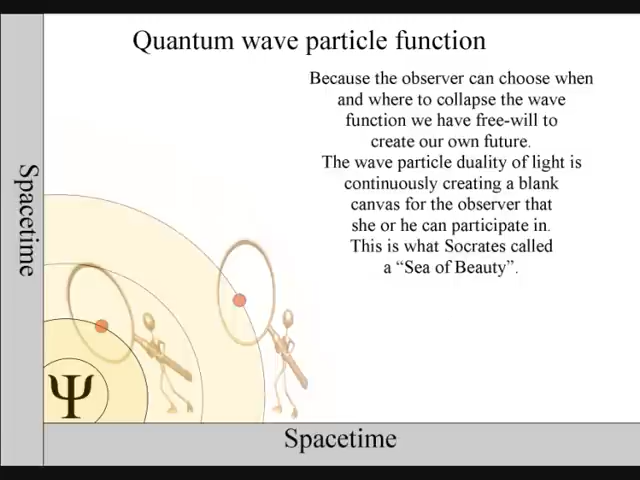 Quantum wave particle function
Because the observer can choose when
and where to collapse the wave
function we have free-will to
create our own future.
The wave particle duality of light is
continuously creating a blank
canvas for the observer that
she or he can participate in.
This is what Socrates called
a “Sea of Beauty”.
Spacetime
Ψ
Spacetime